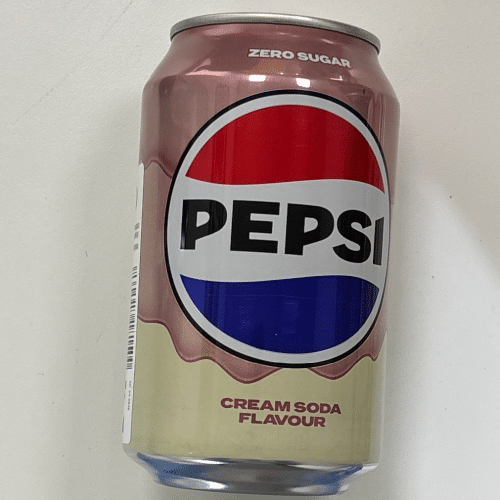 ZERO SUGAR
PEPSI
CREAM SODA
FLAVOUR